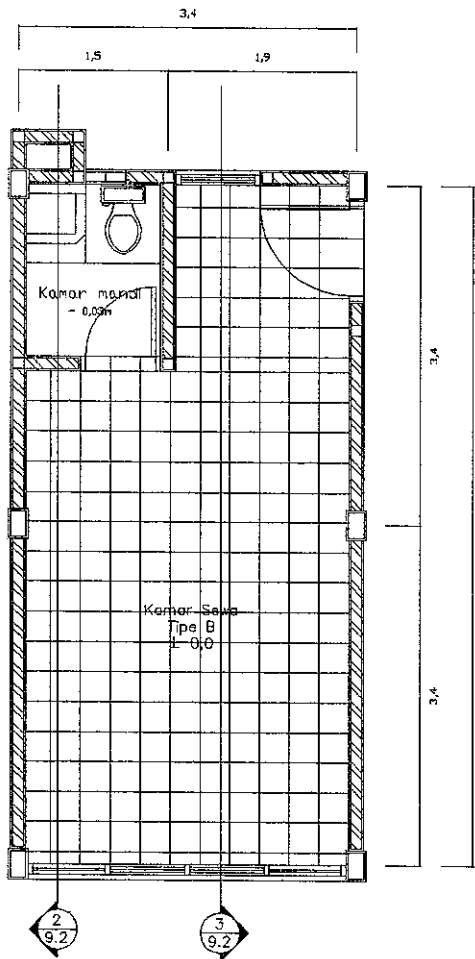 3,4
1,5
1,9
Kamar mandi
- 0,03m
3,4
Kamar Sewa
Tipe B
± 0,0
3,4
2
9.2
3
9.2